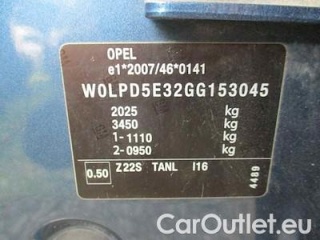 OPEL
e1*2007/46*0141
W0LPD5E32GG153045
2025 kg
3450 kg
1-1110 kg
2-0950 kg
0.50 Z22S TANL I16
4489
CarOutlet.eu